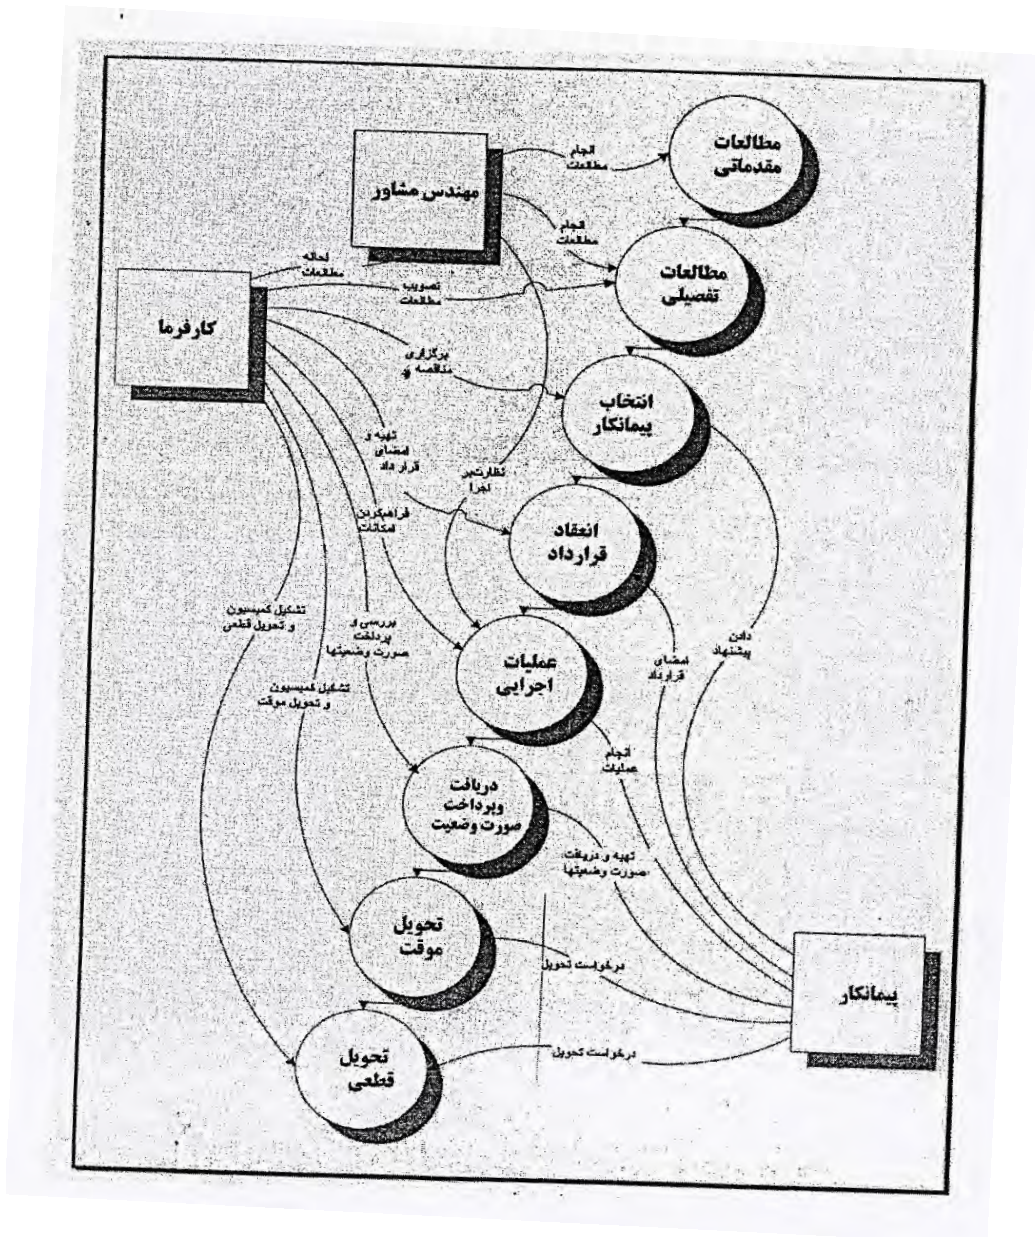 مطالعات
مقدماتی
انجام
مطالعات
مهندس مشاور
انجام
مطالعات
مطالعات
تفصیلی
مطالعات
تصویب
مطالعات
کارفرما
برگزاری
مناقصه و
انتخاب
پیمانکار
تهیه و
امضای
قرار داد
نظارت بر
اجرا
فراهم کردن
امکانات
انعقاد
قرارداد
تشکیل کمیسیون
و تحویل قطعی
بررسی و
پرداخت
صورت وضعیتها
دادن
پیشنهاد
امضای
قرارداد
عملیات
اجرایی
تشکیل کمیسیون
و تحویل موقت
انجام
عملیات
دریافت
وپرداخت
صورت وضعیت
تهیه و دریافت
صورت وضعیتها
تحویل
موقت
درخواست تحویل
پیمانکار
تحویل
قطعی
درخواست تحویل